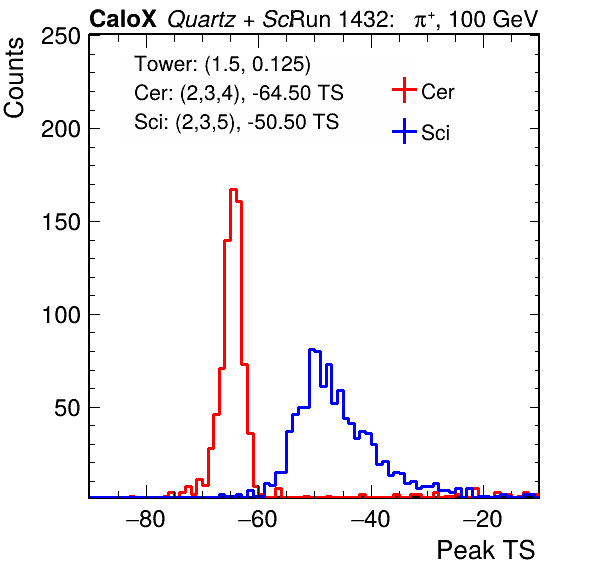 CaloX Quartz + ScRun 1432: π⁺, 100 GeV
Counts
250
200
150
100
50
Tower: (1.5, 0.125)
Cer: (2,3,4), -64.50 TS
Sci: (2,3,5), -50.50 TS
Cer
Sci
−80 −60 −40 −20
Peak TS